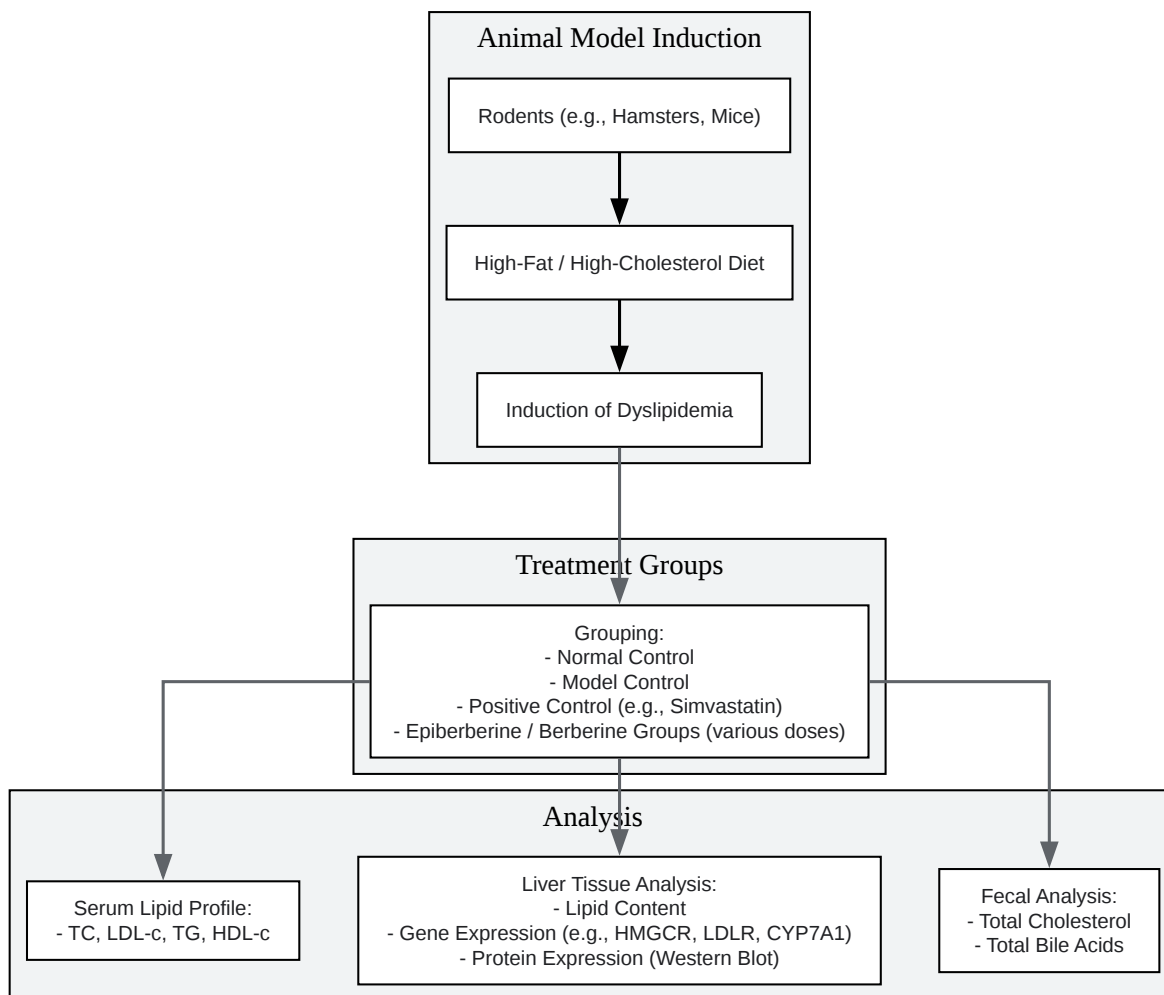 Animal Model Induction
Rodents (e.g., Hamsters, Mice)
High-Fat / High-Cholesterol Diet
Induction of Dyslipidemia
Treatment Groups
Grouping:
- Normal Control
- Model Control
- Positive Control (e.g., Simvastatin)
- Epiberberine / Berberine Groups (various doses)
Analysis
Serum Lipid Profile:
- TC, LDL-c, TG, HDL-c
Liver Tissue Analysis:
- Lipid Content
- Gene Expression (e.g., HMGCR, LDLR, CYP7A1)
- Protein Expression (Western Blot)
Fecal Analysis:
- Total Cholesterol
- Total Bile Acids